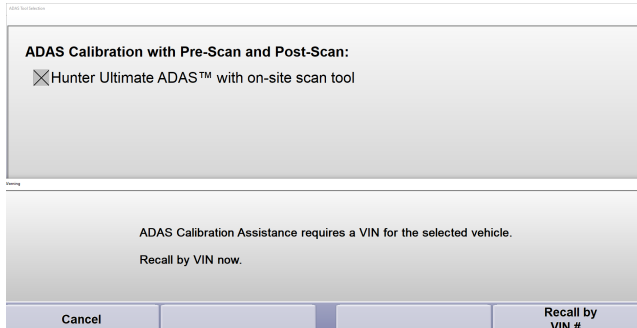 ADAS Tool Selection
ADAS Calibration with Pre-Scan and Post-Scan:
Hunter Ultimate ADAS™ with on-site scan tool
Warning
ADAS Calibration Assistance requires a VIN for the selected vehicle.
Recall by VIN now.
Cancel
Recall by
VIN #